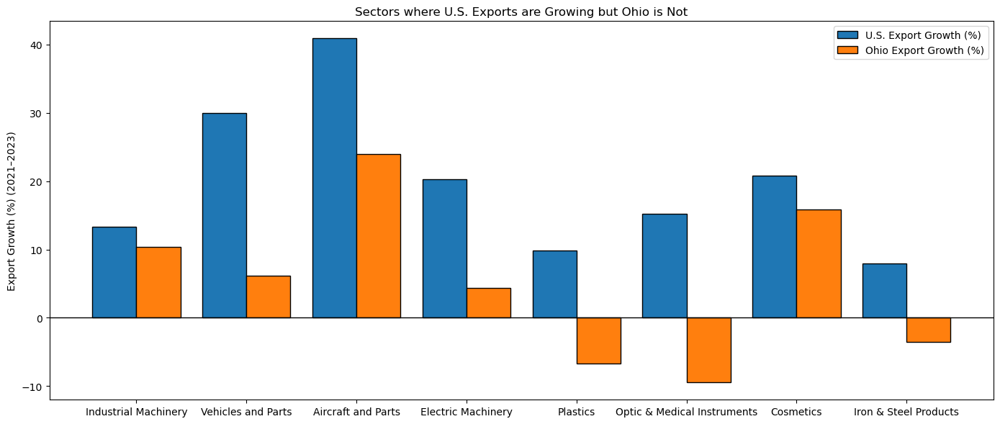 Sectors where U.S. Exports are Growing but Ohio is Not
U.S. Export Growth (%)
Ohio Export Growth (%)
Export Growth (%) (2021–2023)
40
30
20
10
0
−10
Industrial Machinery
Vehicles and Parts
Aircraft and Parts
Electric Machinery
Plastics
Optic & Medical Instruments
Cosmetics
Iron & Steel Products